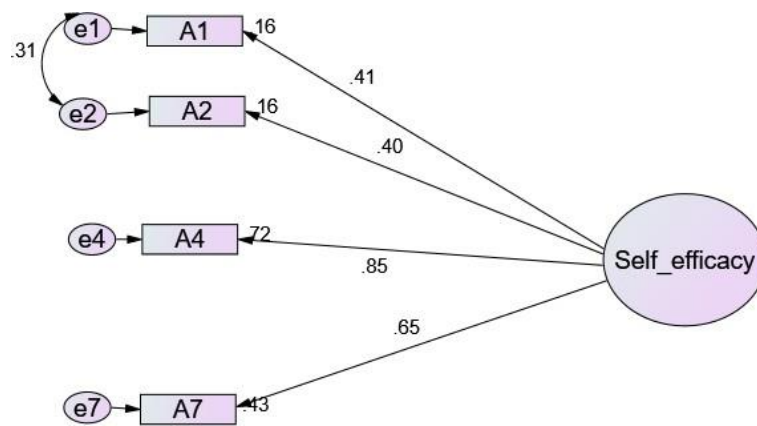 e1 A1 .16
.31
.41
e2 A2 .16
.40
e4 A4 .72
.85
Self_efficacy
.65
e7 A7 .43